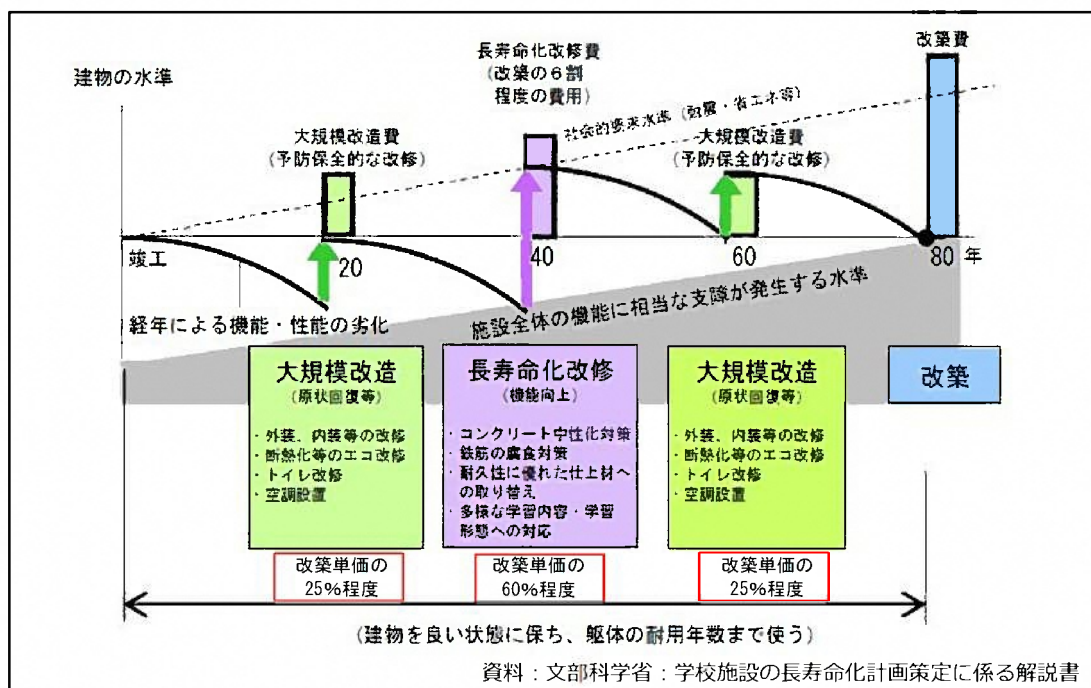 建物の水準
長寿命化改修費
(改築の6割
程度の費用)
改築費
社会的要求水準(耐震・省エネ等)
大規模改造費
(予防保全的な改修)
大規模改造費
(予防保全的な改修)
竣工
20
40
60
80 年
経年による機能・性能の劣化
施設全体の機能に相当な支障が発生する水準
大規模改造
(原状回復等)
・外装、内装等の改修
・断熱化等のエコ改修
・トイレ改修
・空調設置
長寿命化改修
(機能向上)
・コンクリート中性化対策
・鉄筋の腐食対策
・耐久性に優れた仕上材へ
の取り替え
・多様な学習内容・学習
形態への対応
大規模改造
(原状回復等)
・外装、内装等の改修
・断熱化等のエコ改修
・トイレ改修
・空調設置
改築
改築単価の
25%程度
改築単価の
60%程度
改築単価の
25%程度
(建物を良い状態に保ち、躯体の耐用年数まで使う)
資料:文部科学省:学校施設の長寿命化計画策定に係る解説書